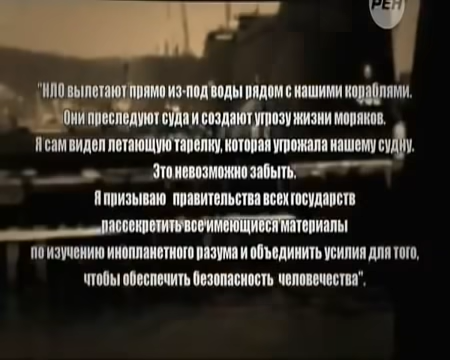 РЕН
"НЛО вылетают прямо из-под воды рядом с нашими кораблями.
Они преследуют суда и создают угрозу жизни моряков.
Я сам видел летающую тарелку, которая угрожала нашему судну.
Это невозможно забыть.
Я призываю правительства всех государств
рассекретить все имеющиеся материалы
по изучению инопланетного разума и объединить усилия для того,
чтобы обеспечить безопасность человечества".